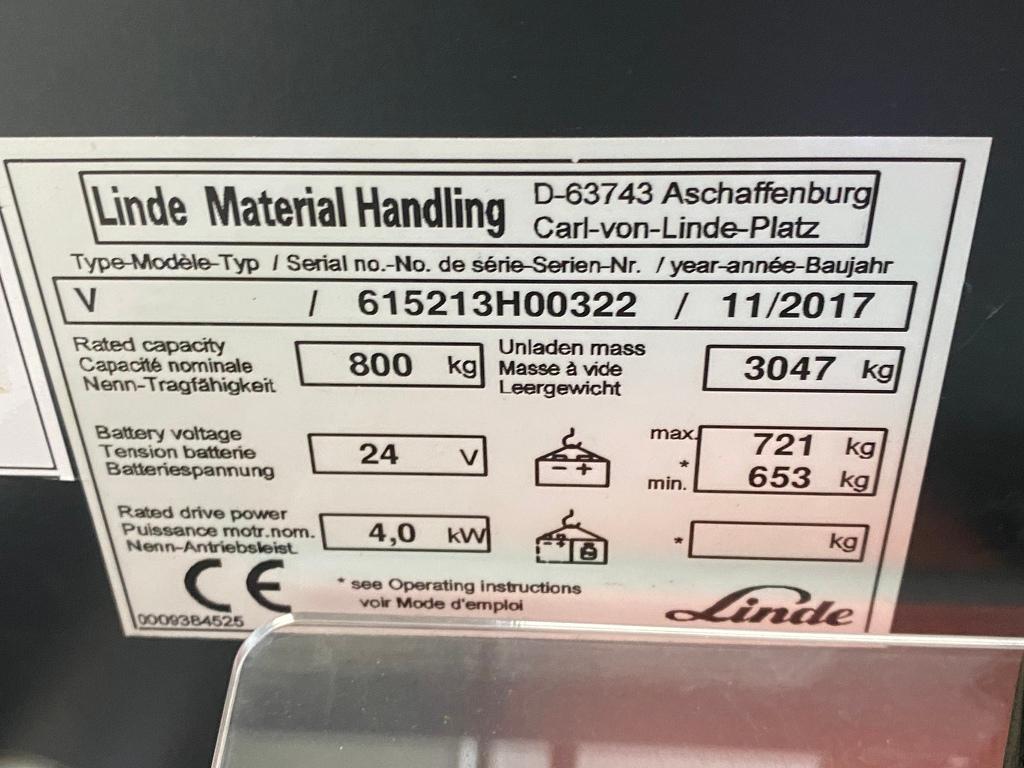 Linde Material Handling D-63743 Aschaffenburg
Carl-von-Linde-Platz
Type-Modèle-Typ / Serial no.-No. de série-Serien-Nr. / year-année-Baujahr
V / 615213H00322 / 11/2017
Rated capacity
Capacité nominale
Nenn-Tragfähigkeit
800 kg
Unladen mass
Masse à vide
Leergewicht
3047 kg
Battery voltage
Tension batterie
Batteriespannung
24 V
- +
max. 721 kg
*
min. 653 kg
Rated drive power
Puissance motr.nom.
Nenn-Antriebsleist.
4,0 kW
* kg
CE
* see Operating instructions
voir Mode d'emploi
Linde
0009384525